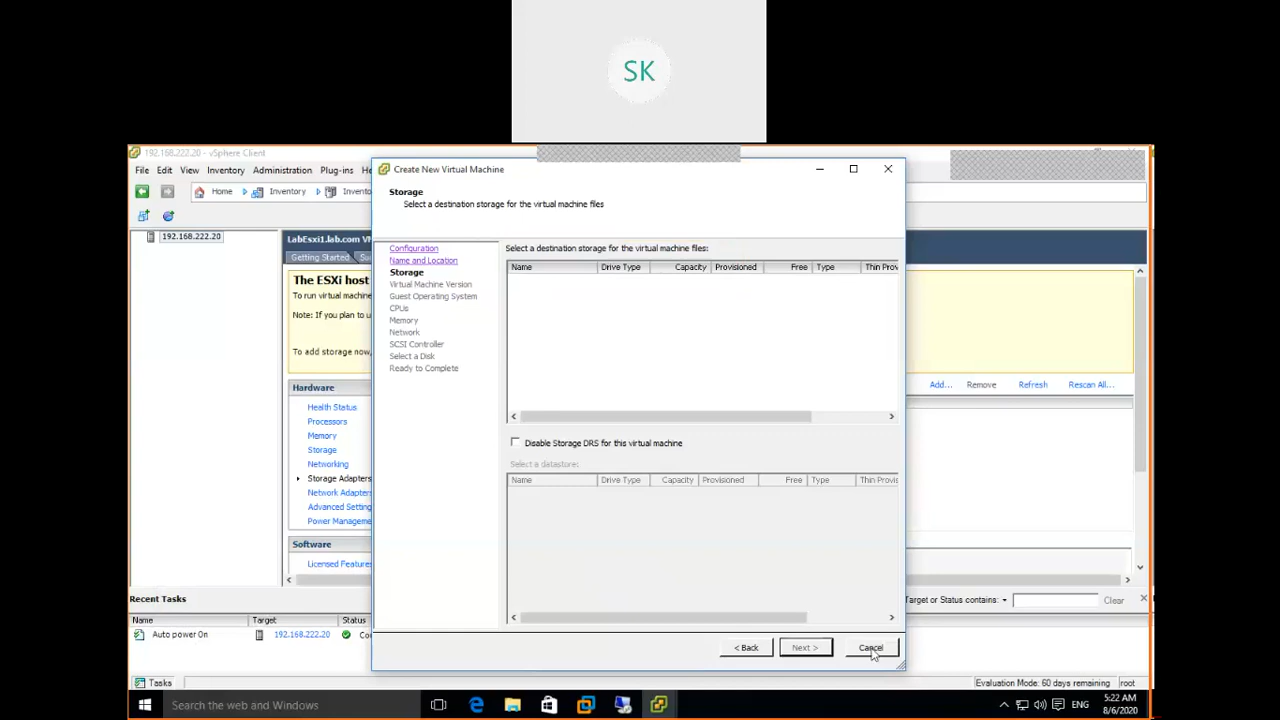 SK
192.168.222.20 - vSphere Client
File Edit View Inventory Administration Plug-ins
Home Inventory
192.168.222.20
LabEsxi1.lab.com
Getting Started
The ESXi host
To run virtual machine
Note: If you plan to u
To add storage now,
Hardware
Health Status
Processors
Memory
Storage
Networking
Storage Adapters
Network Adapters
Advanced Setting
Power Manageme
Software
Licensed Feature
Create New Virtual Machine
Storage
Select a destination storage for the virtual machine files
Configuration
Name and Location
Storage
Virtual Machine Version
Guest Operating System
CPUs
Memory
Network
SCSI Controller
Select a Disk
Ready to Complete
Select a destination storage for the virtual machine files:
Name Drive Type Capacity Provisioned Free Type Thin Prov
Disable Storage DRS for this virtual machine
Select a datastore:
Name Drive Type Capacity Provisioned Free Type Thin Provis
< Back Next > Cancel
Add... Remove Refresh Rescan All...
Recent Tasks
Target or Status contains: Clear
Name Target Status
Auto power On 192.168.222.20
Tasks
Evaluation Mode: 60 days remaining root
Search the web and Windows
ENG
5:22 AM
8/6/2020